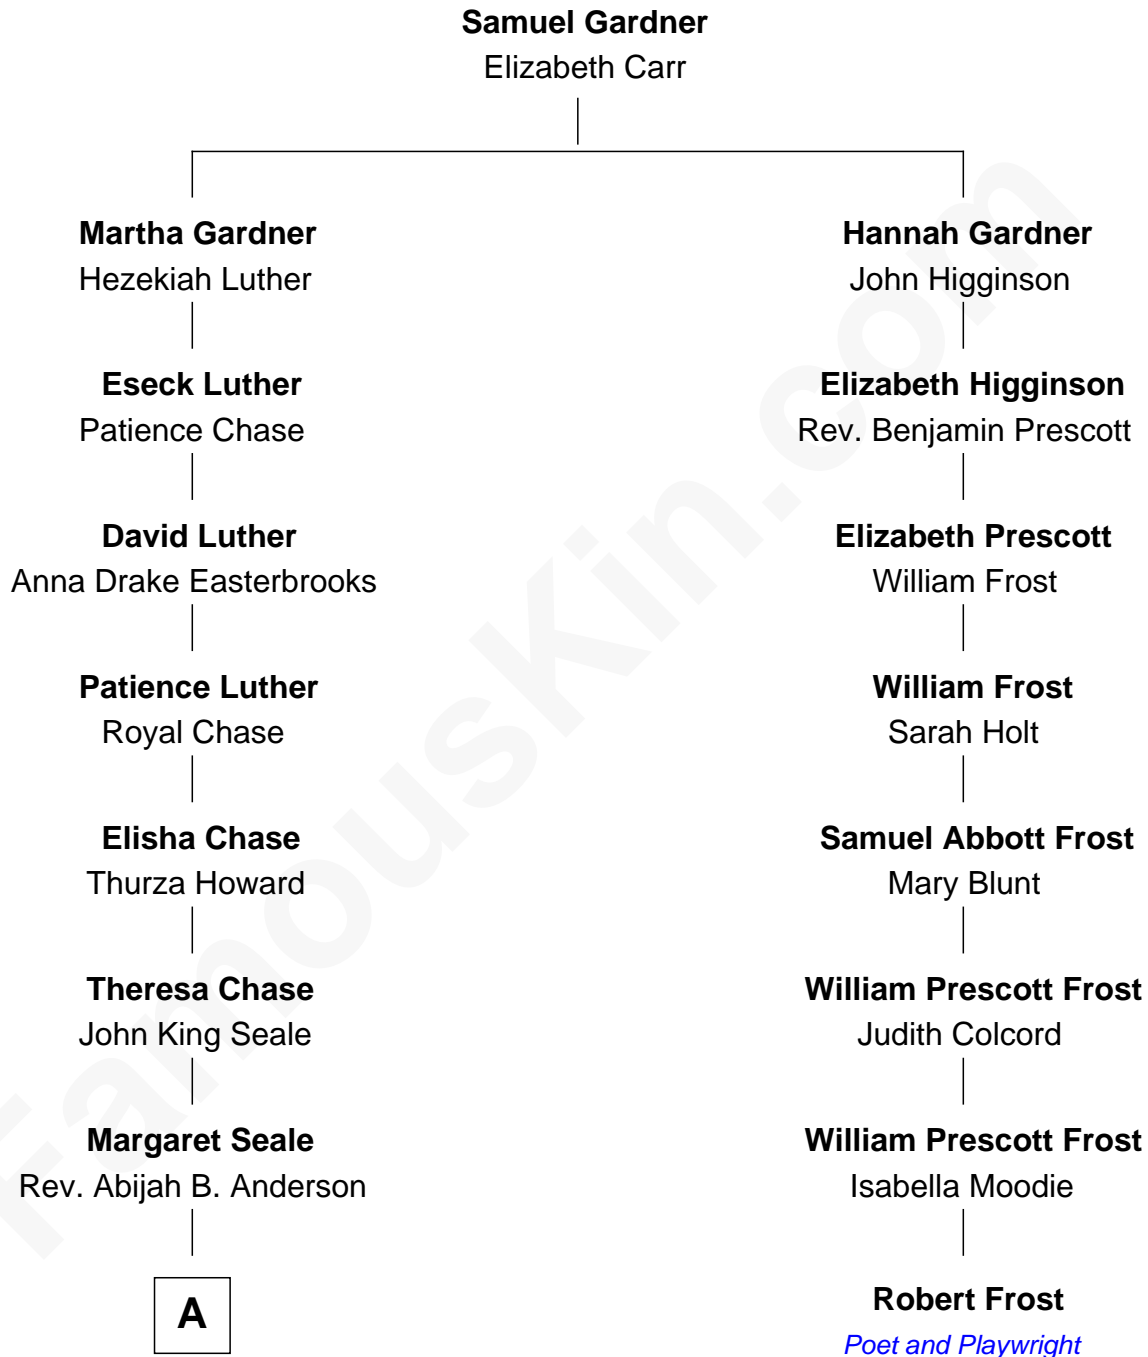 Samuel Gardner
Elizabeth Carr
Martha Gardner
Hezekiah Luther
Hannah Gardner
John Higginson
Eseck Luther
Patience Chase
Elizabeth Higginson
Rev. Benjamin Prescott
David Luther
Anna Drake Easterbrooks
Elizabeth Prescott
William Frost
Patience Luther
Royal Chase
William Frost
Sarah Holt
Elisha Chase
Thurza Howard
Samuel Abbott Frost
Mary Blunt
Theresa Chase
John King Seale
William Prescott Frost
Judith Colcord
Margaret Seale
Rev. Abijah B. Anderson
William Prescott Frost
Isabella Moodie
A
Robert Frost
Poet and Playwright
FamousKin.com